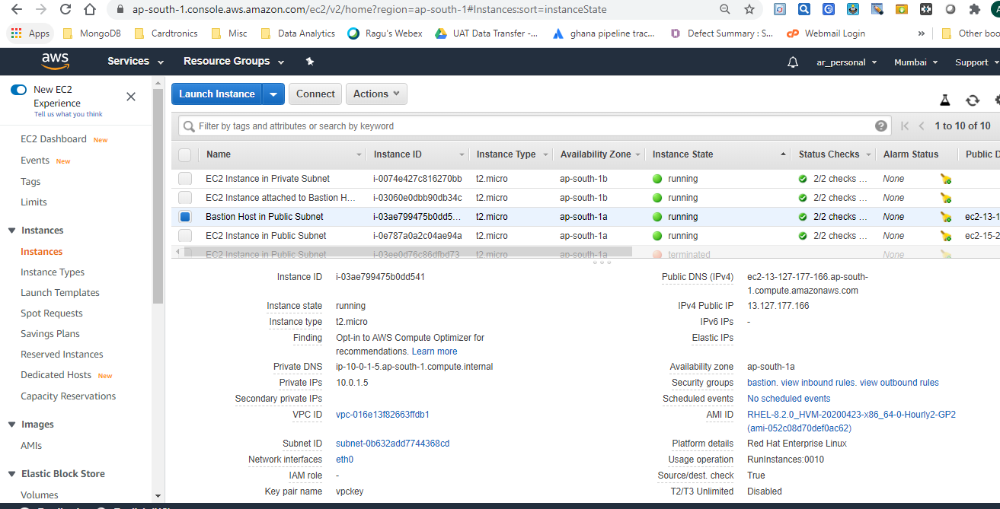 ap-south-1.console.aws.amazon.com/ec2/v2/home?region=ap-south-1#Instances:sort=instanceState
Apps MongoDB Cardtronics Misc Data Analytics Ragu's Webex UAT Data Transfer -... ghana pipeline trac... Defect Summary : S... Webmail Login » Other boo
aws Services Resource Groups ar_personal Mumbai Support
New EC2
Experience
Tell us what you think
EC2 Dashboard New
Events New
Tags
Limits
Instances
Instances
Instance Types
Launch Templates
Spot Requests
Savings Plans
Reserved Instances
Dedicated Hosts New
Capacity Reservations
Images
AMIs
Elastic Block Store
Volumes
Launch Instance Connect Actions
Filter by tags and attributes or search by keyword 1 to 10 of 10
Name Instance ID Instance Type Availability Zone Instance State Status Checks Alarm Status Public D
EC2 Instance in Private Subnet i-0074e427c816270bb t2.micro ap-south-1b running 2/2 checks ... None
EC2 Instance attached to Bastion H... i-03060e0dbb90db34c t2.micro ap-south-1b running 2/2 checks ... None
Bastion Host in Public Subnet i-03ae799475b0dd5... t2.micro ap-south-1a running 2/2 checks ... None ec2-13-1
EC2 Instance in Public Subnet i-0e787a0a2c04ae94a t2.micro ap-south-1a running 2/2 checks ... None ec2-15-2
EC2 Instance in Public Subnet i-03ee0d76c86dfbd73 t2.micro ap-south-1a terminated None
Instance ID i-03ae799475b0dd541 Public DNS (IPv4) ec2-13-127-177-166.ap-south-
1.compute.amazonaws.com
Instance state running IPv4 Public IP 13.127.177.166
Instance type t2.micro IPv6 IPs -
Finding Opt-in to AWS Compute Optimizer for Elastic IPs
recommendations. Learn more
Private DNS ip-10-0-1-5.ap-south-1.compute.internal Availability zone ap-south-1a
Private IPs 10.0.1.5 Security groups bastion. view inbound rules. view outbound rules
Secondary private IPs Scheduled events No scheduled events
VPC ID vpc-016e13f82663ffdb1 AMI ID RHEL-8.2.0_HVM-20200423-x86_64-0-Hourly2-GP2
(ami-052c08d70def0ac62)
Subnet ID subnet-0b632add7744368cd Platform details Red Hat Enterprise Linux
Network interfaces eth0 Usage operation RunInstances:0010
IAM role - Source/dest. check True
Key pair name vpckey T2/T3 Unlimited Disabled